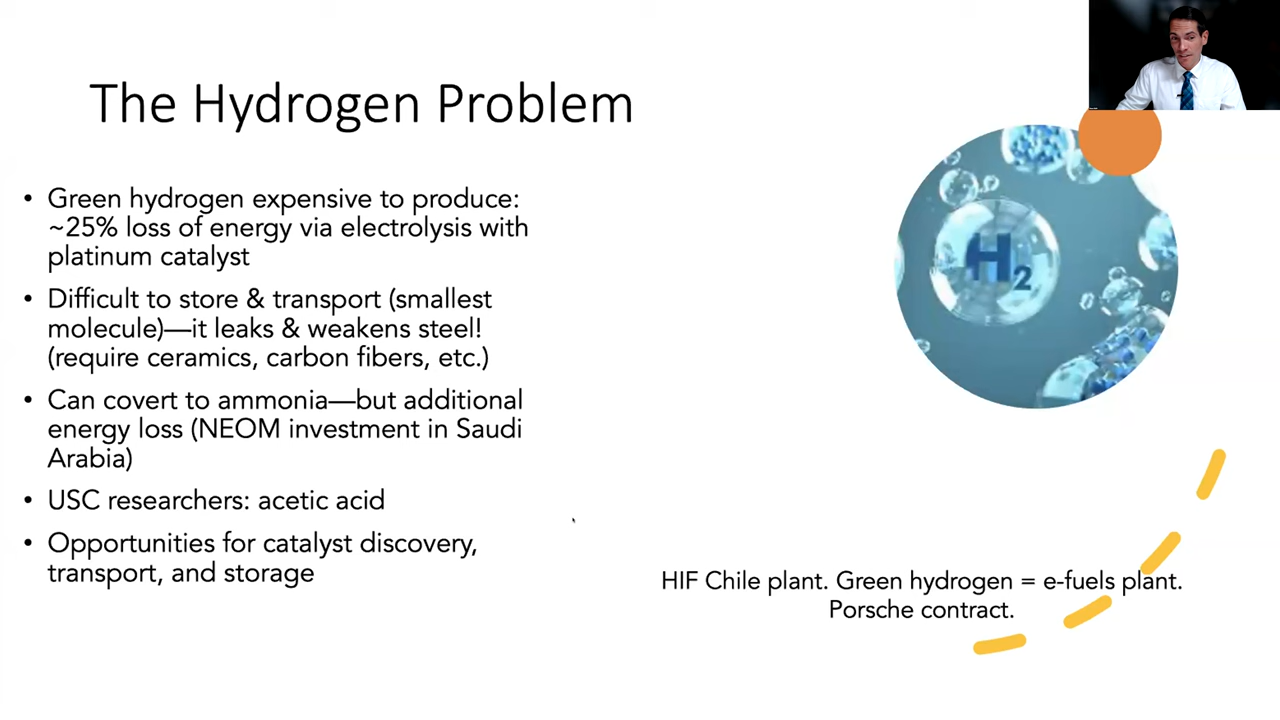 The Hydrogen Problem
• Green hydrogen expensive to produce:
~25% loss of energy via electrolysis with
platinum catalyst
• Difficult to store & transport (smallest
molecule)—it leaks & weakens steel!
(require ceramics, carbon fibers, etc.)
• Can covert to ammonia—but additional
energy loss (NEOM investment in Saudi
Arabia)
• USC researchers: acetic acid
• Opportunities for catalyst discovery,
transport, and storage
H2
HIF Chile plant. Green hydrogen = e-fuels plant.
Porsche contract.